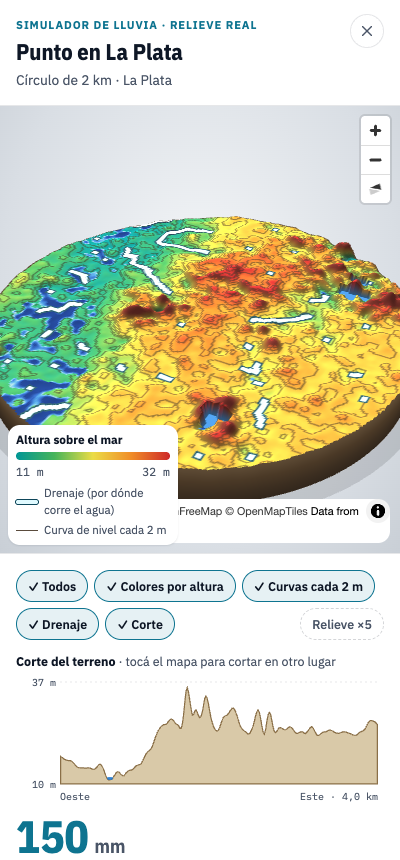 SIMULADOR DE LLUVIA · RELIEVE REAL
Punto en La Plata
Círculo de 2 km · La Plata
Altura sobre el mar
11 m 32 m
Drenaje (por dónde
corre el agua)
Curva de nivel cada 2 m
FreeMap © OpenMapTiles Data from
✓ Todos ✓ Colores por altura ✓ Curvas cada 2 m
✓ Drenaje ✓ Corte Relieve ×5
Corte del terreno · tocá el mapa para cortar en otro lugar
37 m
10 m
Oeste Este · 4,0 km
150 mm